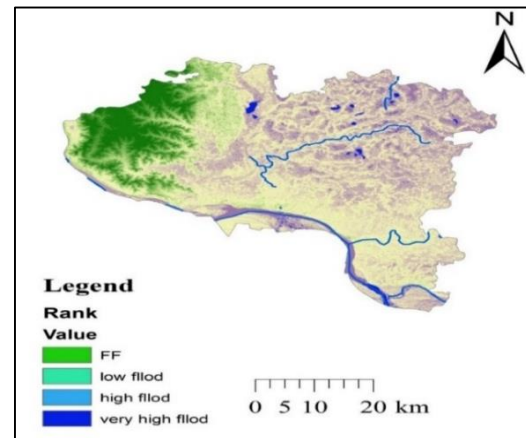 N
Legend
Rank
Value
FF
low fllod
high fllod
very high fllod
0 5 10 20 km